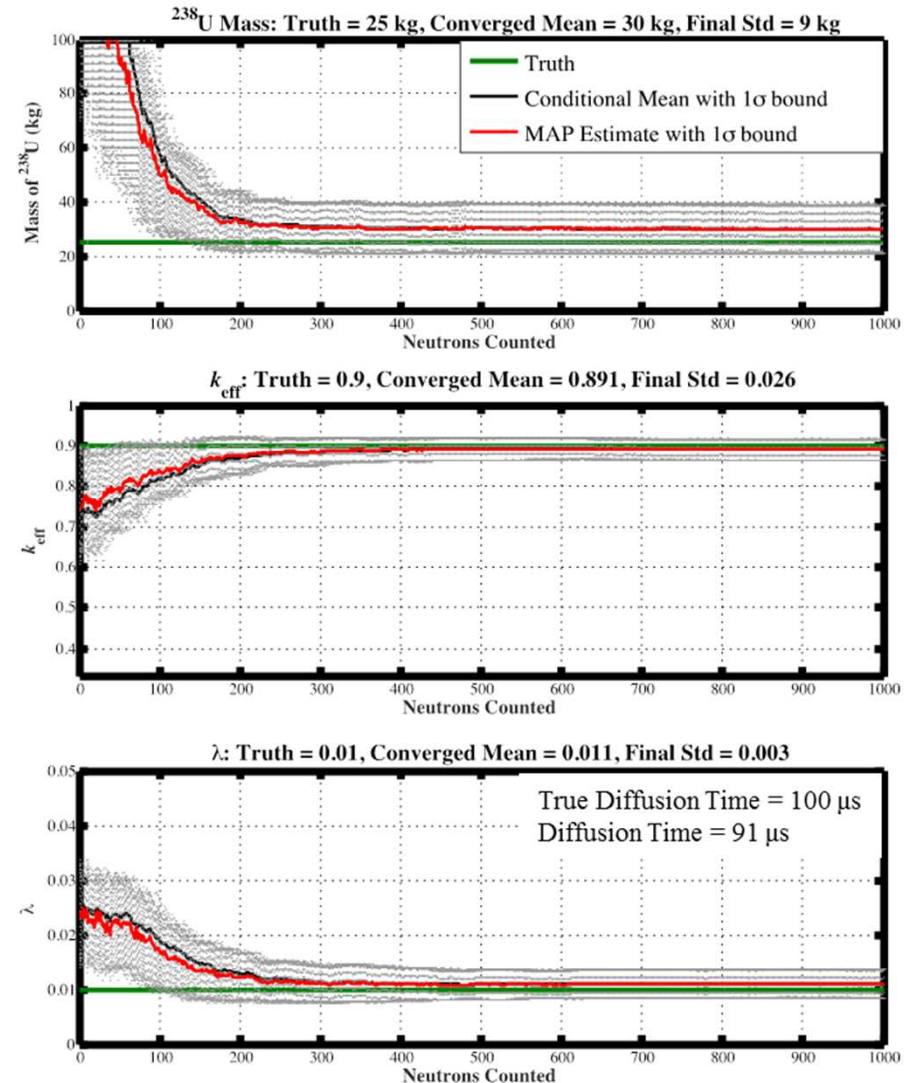 ²³⁸U Mass: Truth = 25 kg, Converged Mean = 30 kg, Final Std = 9 kg
Mass of ²³⁸U (kg)
100
80
60
40
20
0
Truth
Conditional Mean with 1σ bound
MAP Estimate with 1σ bound
0 100 200 300 400 500 600 700 800 900 1000
Neutrons Counted
k_eff: Truth = 0.9, Converged Mean = 0.891, Final Std = 0.026
k_eff
1
0.9
0.8
0.7
0.6
0.5
0.4
0 100 200 300 400 500 600 700 800 900 1000
Neutrons Counted
λ: Truth = 0.01, Converged Mean = 0.011, Final Std = 0.003
λ
0.05
0.04
0.03
0.02
0.01
0
True Diffusion Time = 100 μs
Diffusion Time = 91 μs
0 100 200 300 400 500 600 700 800 900 1000
Neutrons Counted